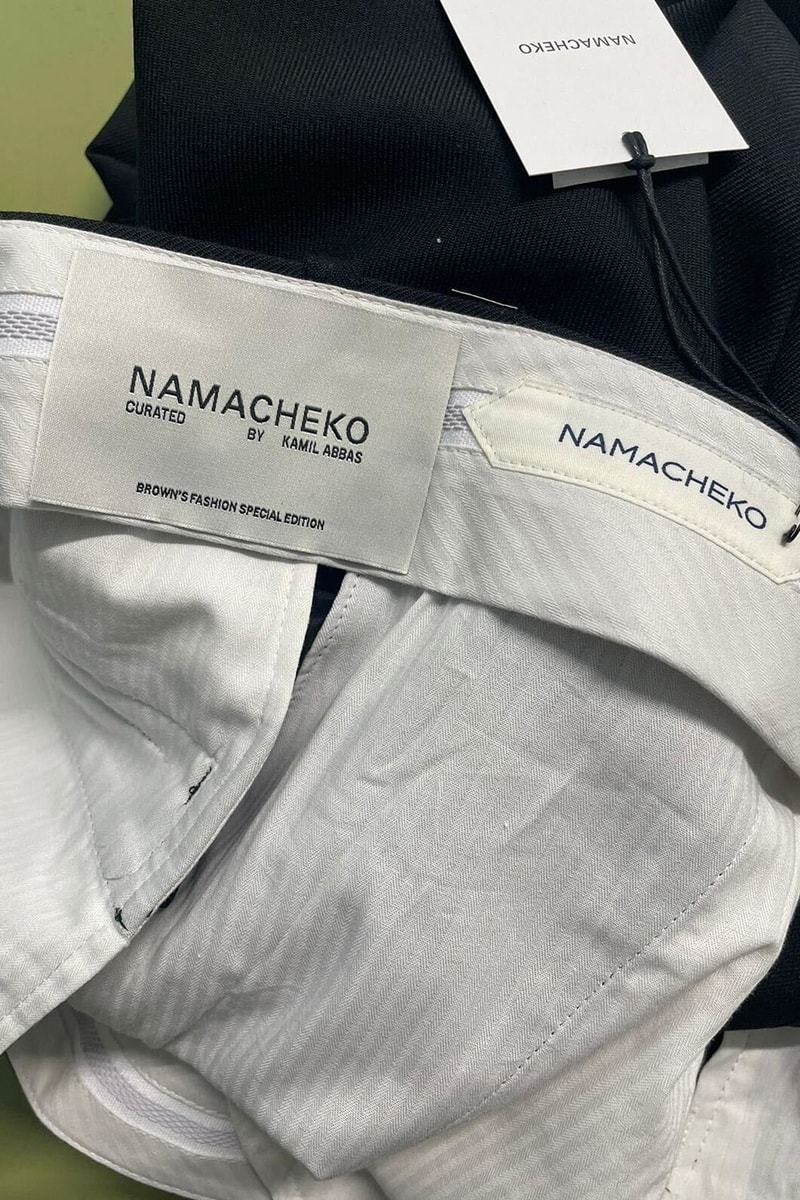 NAMACHEKO
NAMACHEKO
CURATED BY KAMIL ABBAS
BROWN'S FASHION SPECIAL EDITION
NAMACHEKO